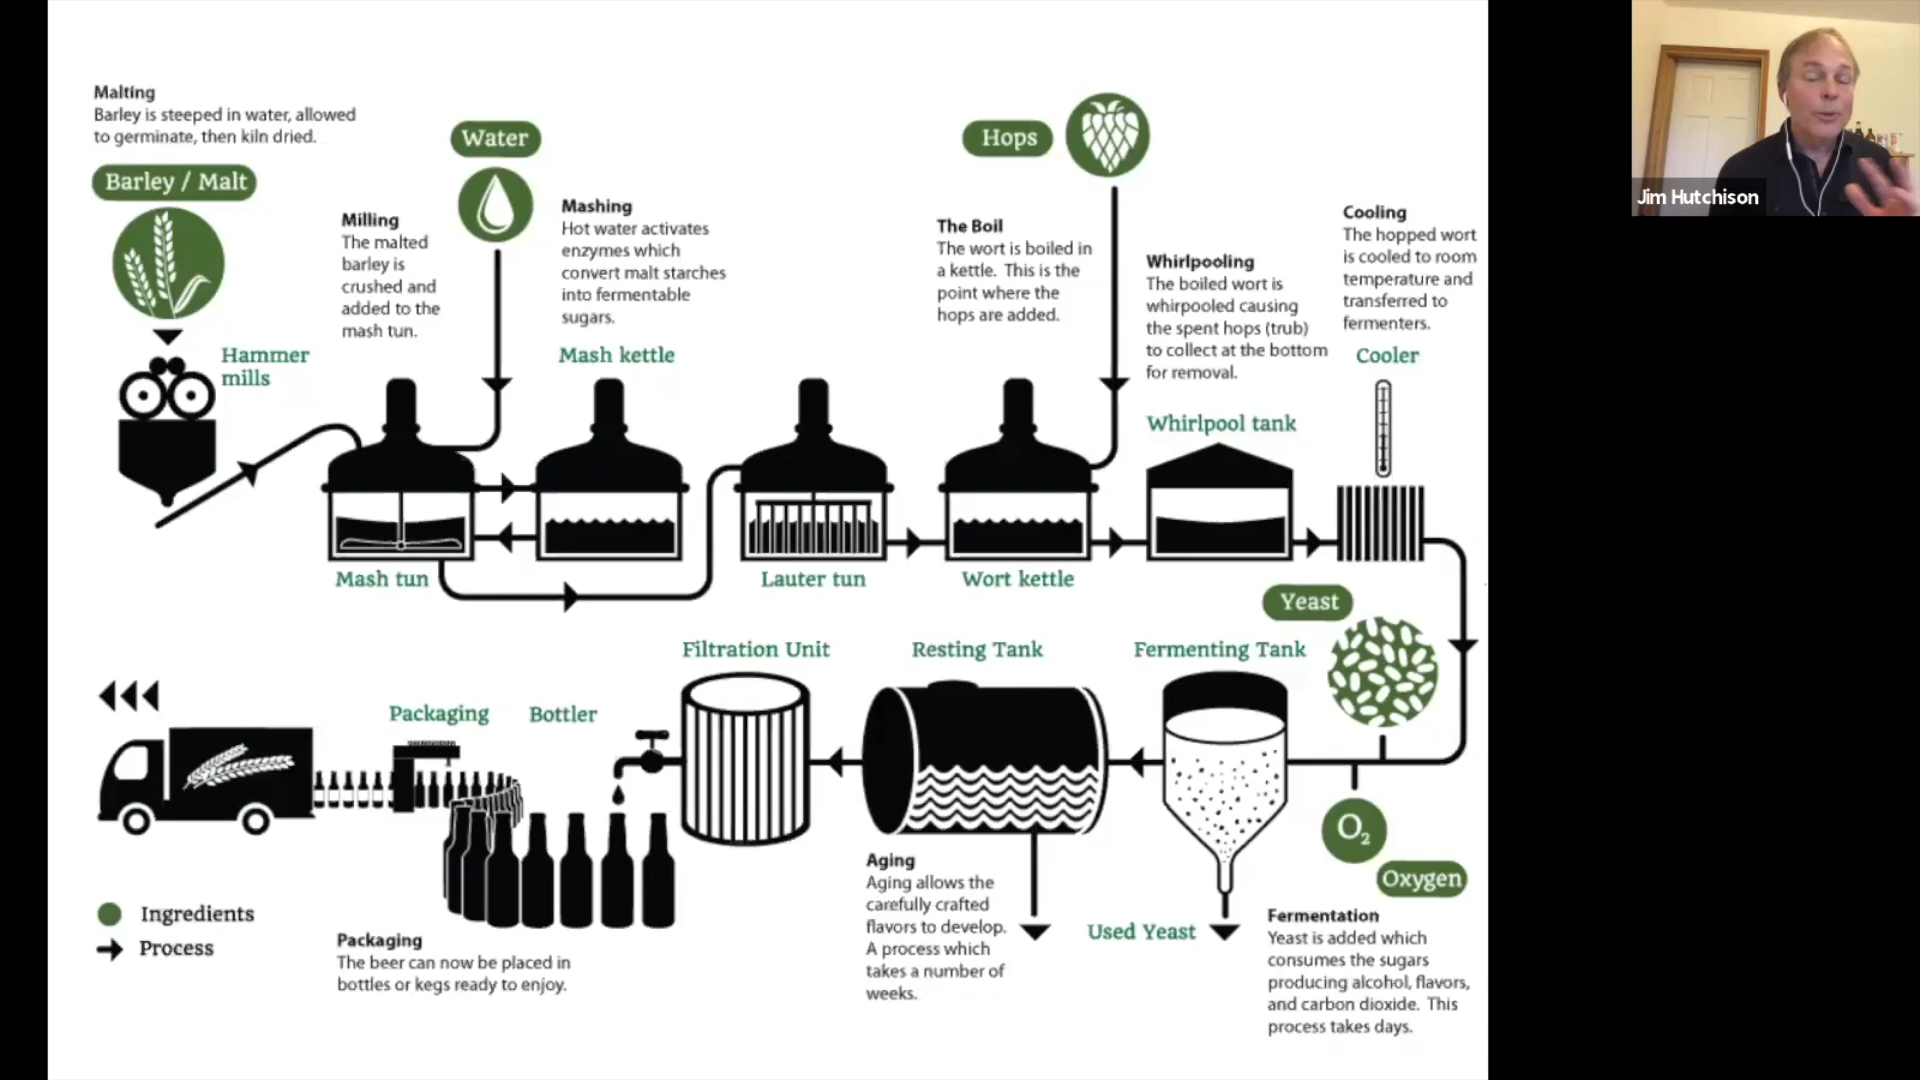 Malting
Barley is steeped in water, allowed
to germinate, then kiln dried.
Barley / Malt
Hammer
mills
Milling
The malted
barley is
crushed and
added to the
mash tun.
Water
Mashing
Hot water activates
enzymes which
convert malt starches
into fermentable
sugars.
Mash kettle
Mash tun
Lauter tun
Hops
The Boil
The wort is boiled in
a kettle. This is the
point where the
hops are added.
Wort kettle
Whirlpooling
The boiled wort is
whirpooled causing
the spent hops (trub)
to collect at the bottom
for removal.
Whirlpool tank
Cooling
The hopped wort
is cooled to room
temperature and
transferred to
fermenters.
Cooler
Jim Hutchison
Yeast
O2
Oxygen
Fermenting Tank
Fermentation
Yeast is added which
consumes the sugars
producing alcohol, flavors,
and carbon dioxide. This
process takes days.
Used Yeast
Resting Tank
Aging
Aging allows the
carefully crafted
flavors to develop.
A process which
takes a number of
weeks.
Filtration Unit
Bottler
Packaging
Packaging
The beer can now be placed in
bottles or kegs ready to enjoy.
Ingredients
Process